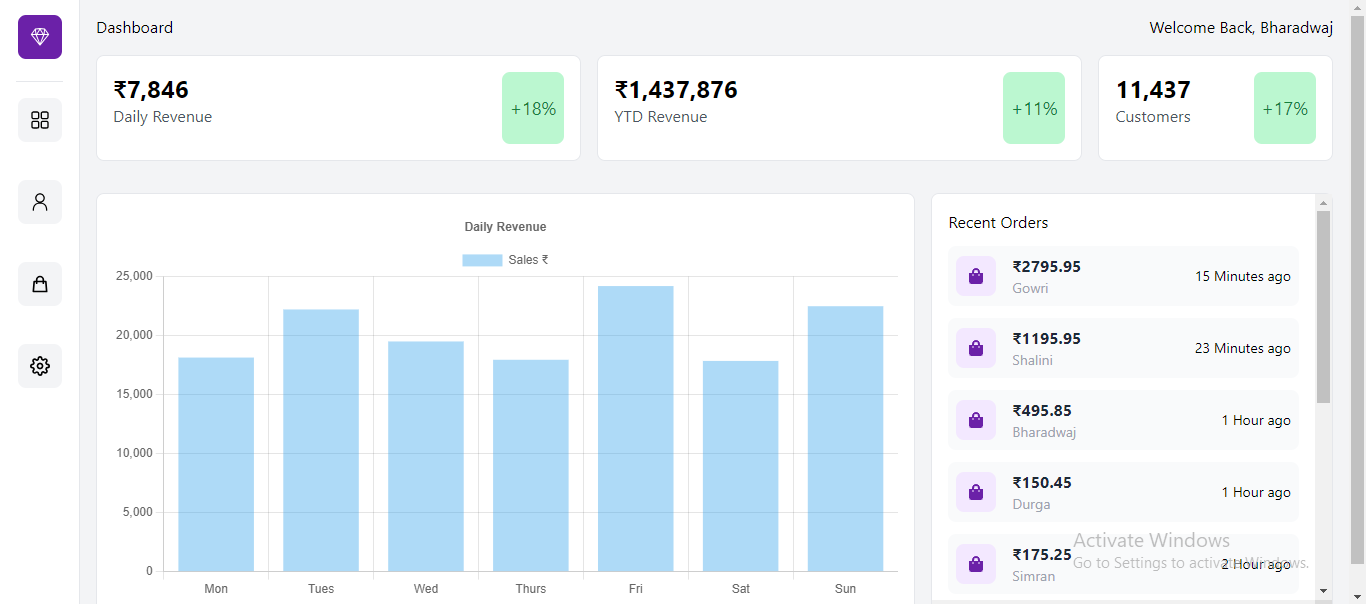 Dashboard
Welcome Back, Bharadwaj
₹7,846
Daily Revenue
+18%
₹1,437,876
YTD Revenue
+11%
11,437
Customers
+17%
Daily Revenue
Sales ₹
25,000
20,000
15,000
10,000
5,000
0
Mon Tues Wed Thurs Fri Sat Sun
Recent Orders
₹2795.95
Gowri
15 Minutes ago
₹1195.95
Shalini
23 Minutes ago
₹495.85
Bharadwaj
1 Hour ago
₹150.45
Durga
1 Hour ago
₹175.25
Simran
2 Hour ago
Activate Windows
Go to Settings to activate Windows.